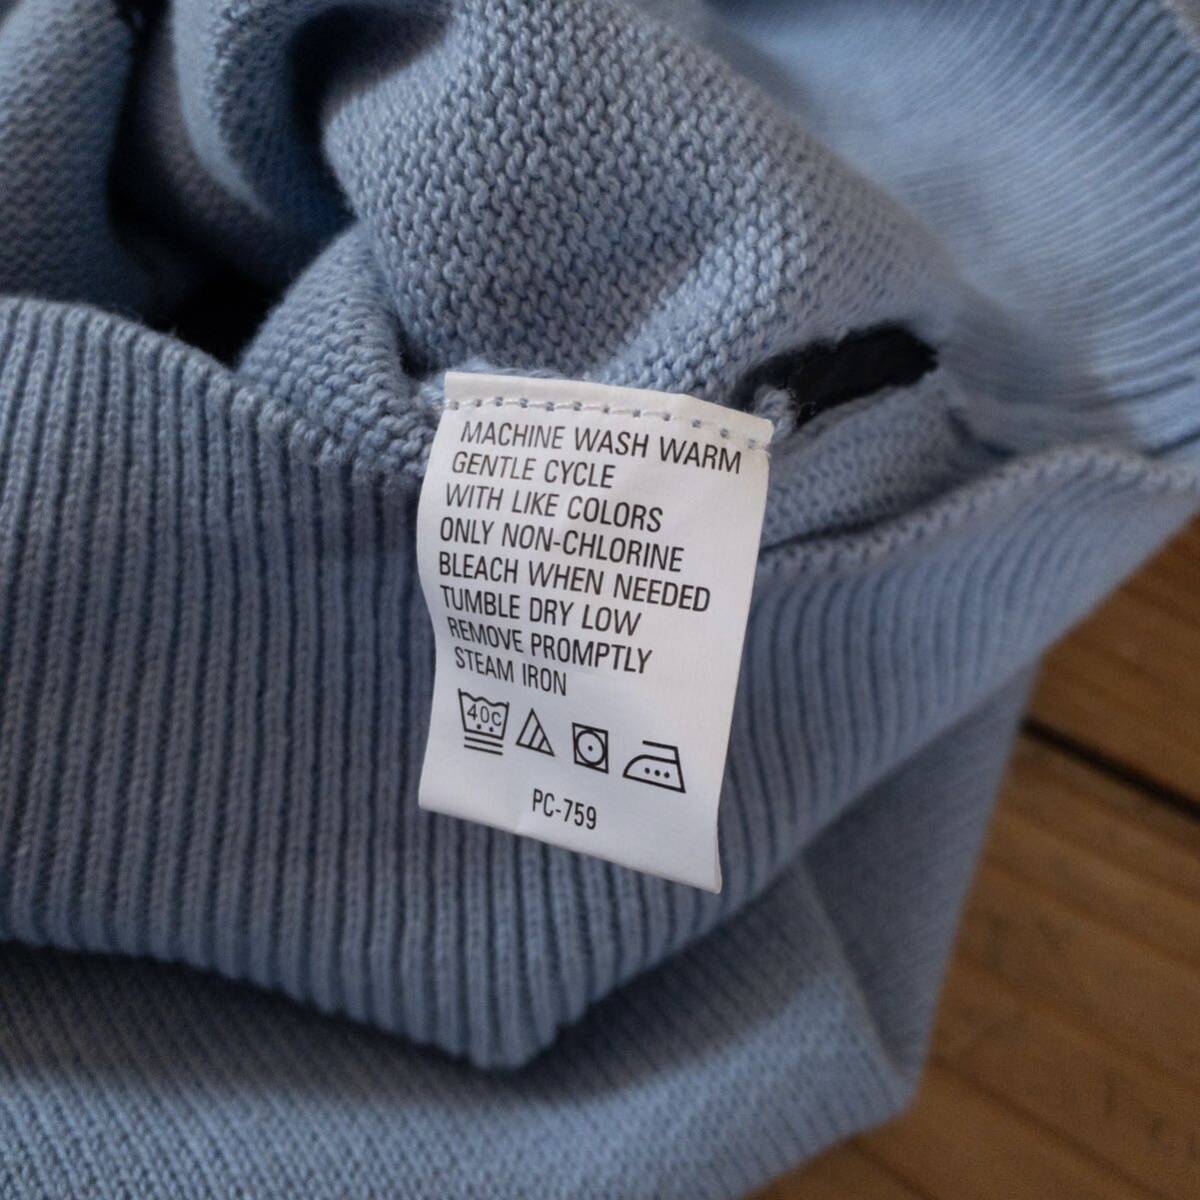 MACHINE WASH WARM
GENTLE CYCLE
WITH LIKE COLORS
ONLY NON-CHLORINE
BLEACH WHEN NEEDED
TUMBLE DRY LOW
REMOVE PROMPTLY
STEAM IRON
40C
PC-759